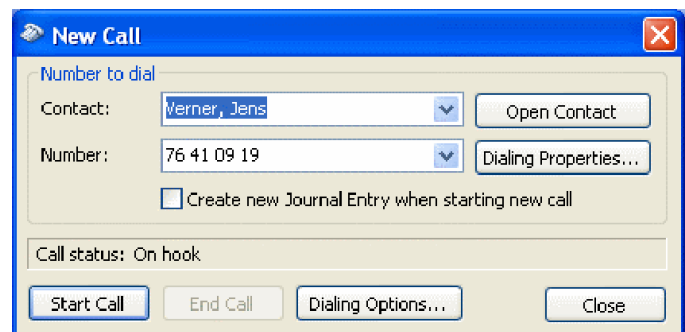 New Call
Number to dial
Contact: Verner, Jens Open Contact
Number: 76 41 09 19 Dialing Properties...
Create new Journal Entry when starting new call
Call status: On hook
Start Call End Call Dialing Options... Close